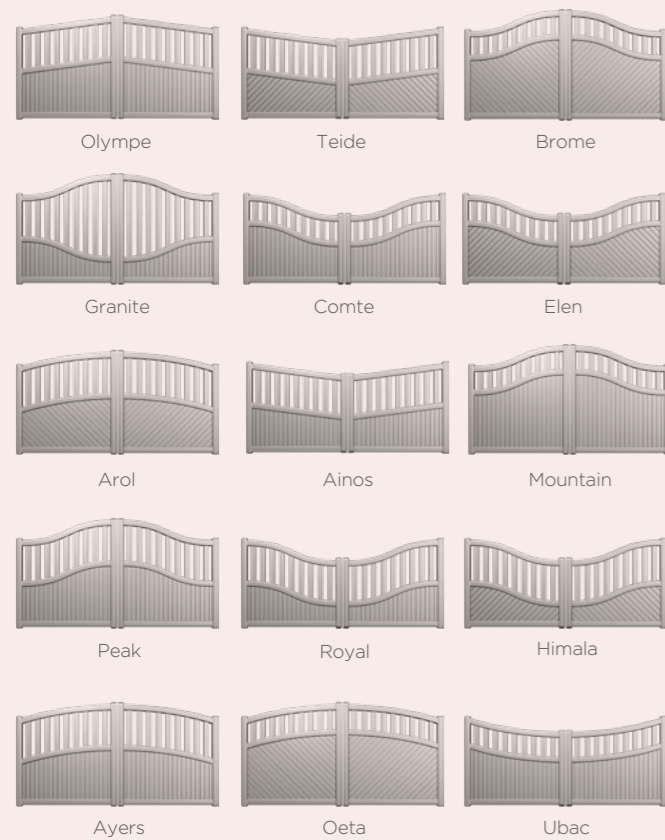 Olympe
Teide
Brome
Granite
Comte
Elen
Arol
Ainos
Mountain
Peak
Royal
Himala
Ayers
Oeta
Ubac